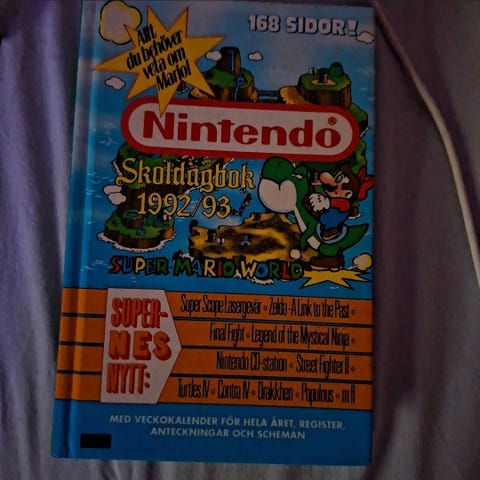 168 SIDOR!
Allt
du behöver
veta om
Mario!
Nintendo®
Skoldagbok
1992/93
SUPER MARIO WORLD
SUPER-
NES
NYTT:
Super Scope Lasergevär • Zelda - A Link to the Past •
Final Fight • Legend of the Mystical Ninja •
Nintendo CD-station • Street Fighter II •
Turtles IV • Contra IV • Drakkhen • Populous • m fl
MED VECKOKALENDER FÖR HELA ÅRET, REGISTER,
ANTECKNINGAR OCH SCHEMAN